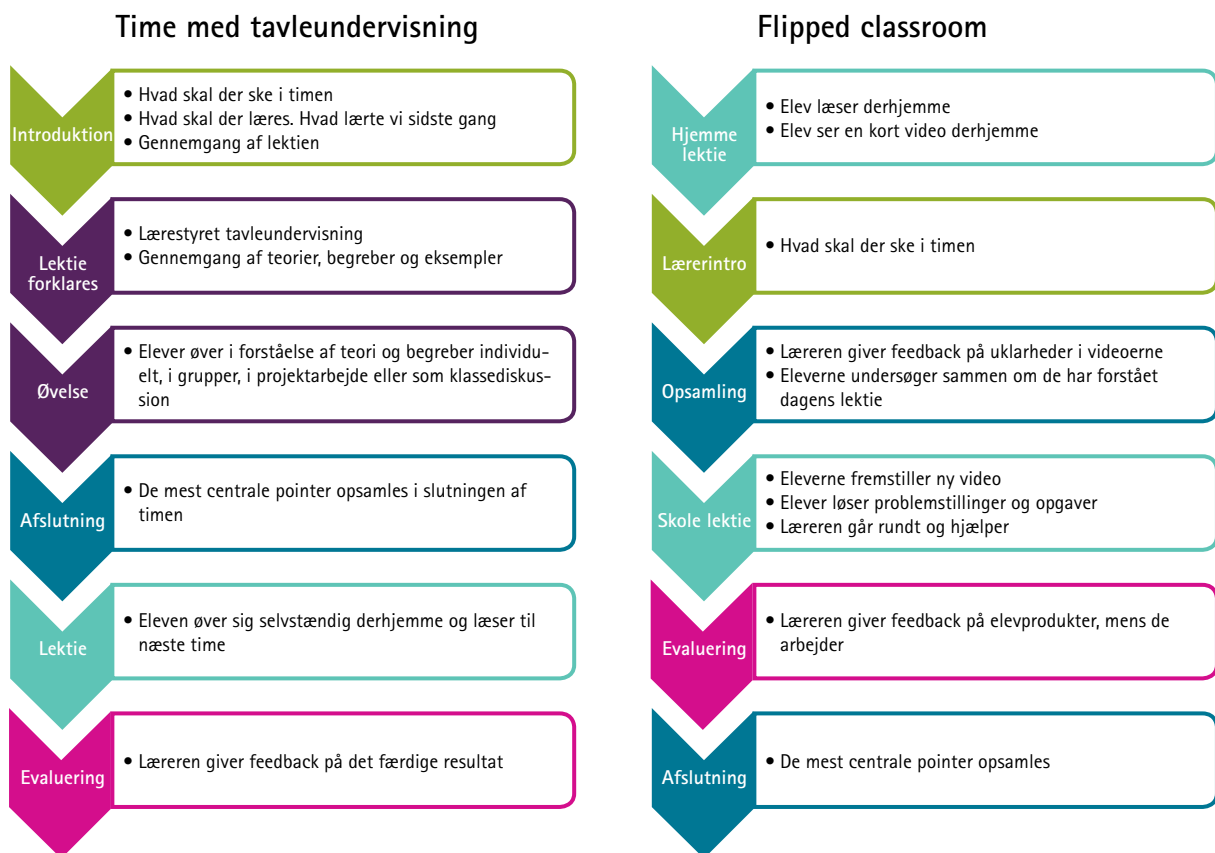 Time med tavleundervisning
Introduktion
• Hvad skal der ske i timen
• Hvad skal der læres. Hvad lærte vi sidste gang
• Gennemgang af lektien
Lektie
forklares
• Lærestyret tavleundervisning
• Gennemgang af teorier, begreber og eksempler
Øvelse
• Elever øver i forståelse af teori og begreber individu-
elt, i grupper, i projektarbejde eller som klassediskus-
sion
Afslutning
• De mest centrale pointer opsamles i slutningen af
timen
Lektie
• Eleven øver sig selvstændig derhjemme og læser til
næste time
Evaluering
• Læreren giver feedback på det færdige resultat
Flipped classroom
Hjemme
lektie
• Elev læser derhjemme
• Elev ser en kort video derhjemme
Lærerintro
• Hvad skal der ske i timen
Opsamling
• Læreren giver feedback på uklarheder i videoerne
• Eleverne undersøger sammen om de har forstået
dagens lektie
Skole lektie
• Eleverne fremstiller ny video
• Elever løser problemstillinger og opgaver
• Læreren går rundt og hjælper
Evaluering
• Læreren giver feedback på elevprodukter, mens de
arbejder
Afslutning
• De mest centrale pointer opsamles